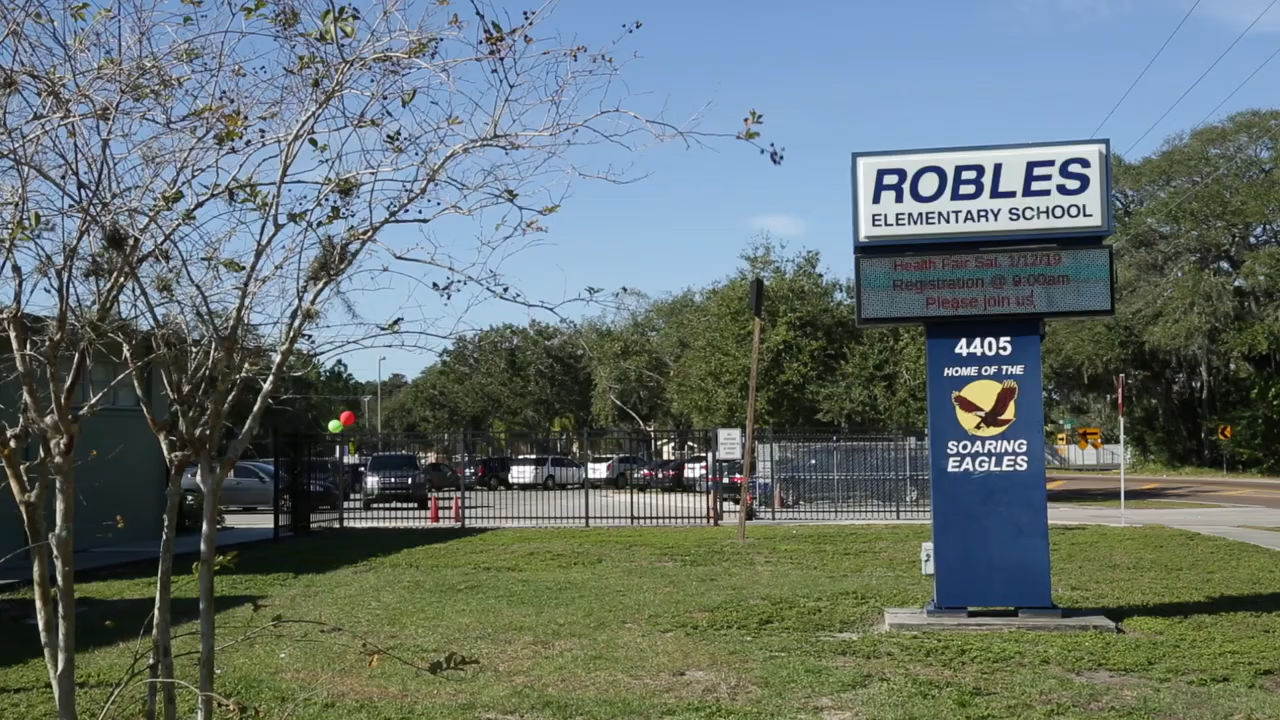 ROBLES
ELEMENTARY SCHOOL
Health Fair Sat. 1/12/19
Registration @ 9:00am
Please join us
4405
HOME OF THE
SOARING
EAGLES